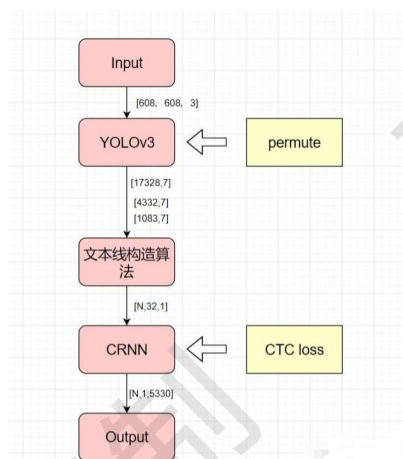 Input
[608, 608, 3]
YOLOv3
permute
[17328,7]
[4332,7]
[1083,7]
文本线构造算
法
[N,32,1]
CRNN
CTC loss
[N,1,5330]
Output
制